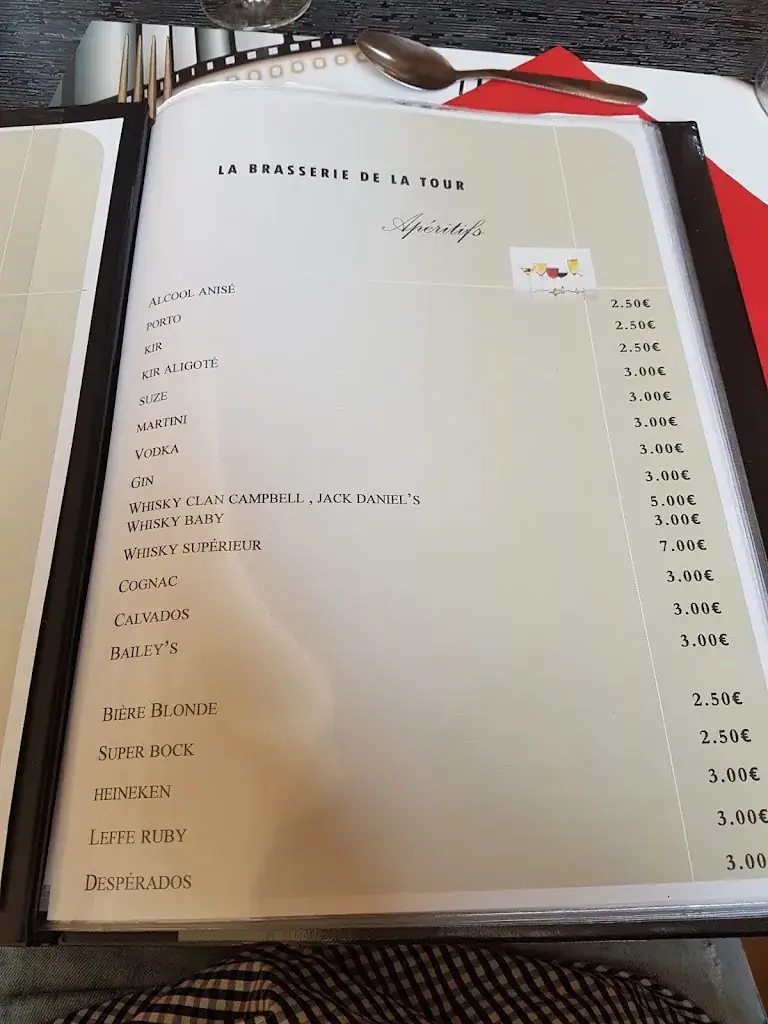 LA BRASSERIE DE LA TOUR
Apéritifs
ALCOOL ANISÉ 2.50€
PORTO 2.50€
KIR 2.50€
KIR ALIGOTÉ 3.00€
SUZE 3.00€
MARTINI 3.00€
VODKA 3.00€
GIN 3.00€
WHISKY CLAN CAMPBELL , JACK DANIEL'S 5.00€
WHISKY BABY 3.00€
WHISKY SUPÉRIEUR 7.00€
COGNAC 3.00€
CALVADOS 3.00€
BAILEY'S 3.00€
BIÈRE BLONDE 2.50€
SUPER BOCK 2.50€
HEINEKEN 3.00€
LEFFE RUBY 3.00€
DESPÉRADOS 3.00